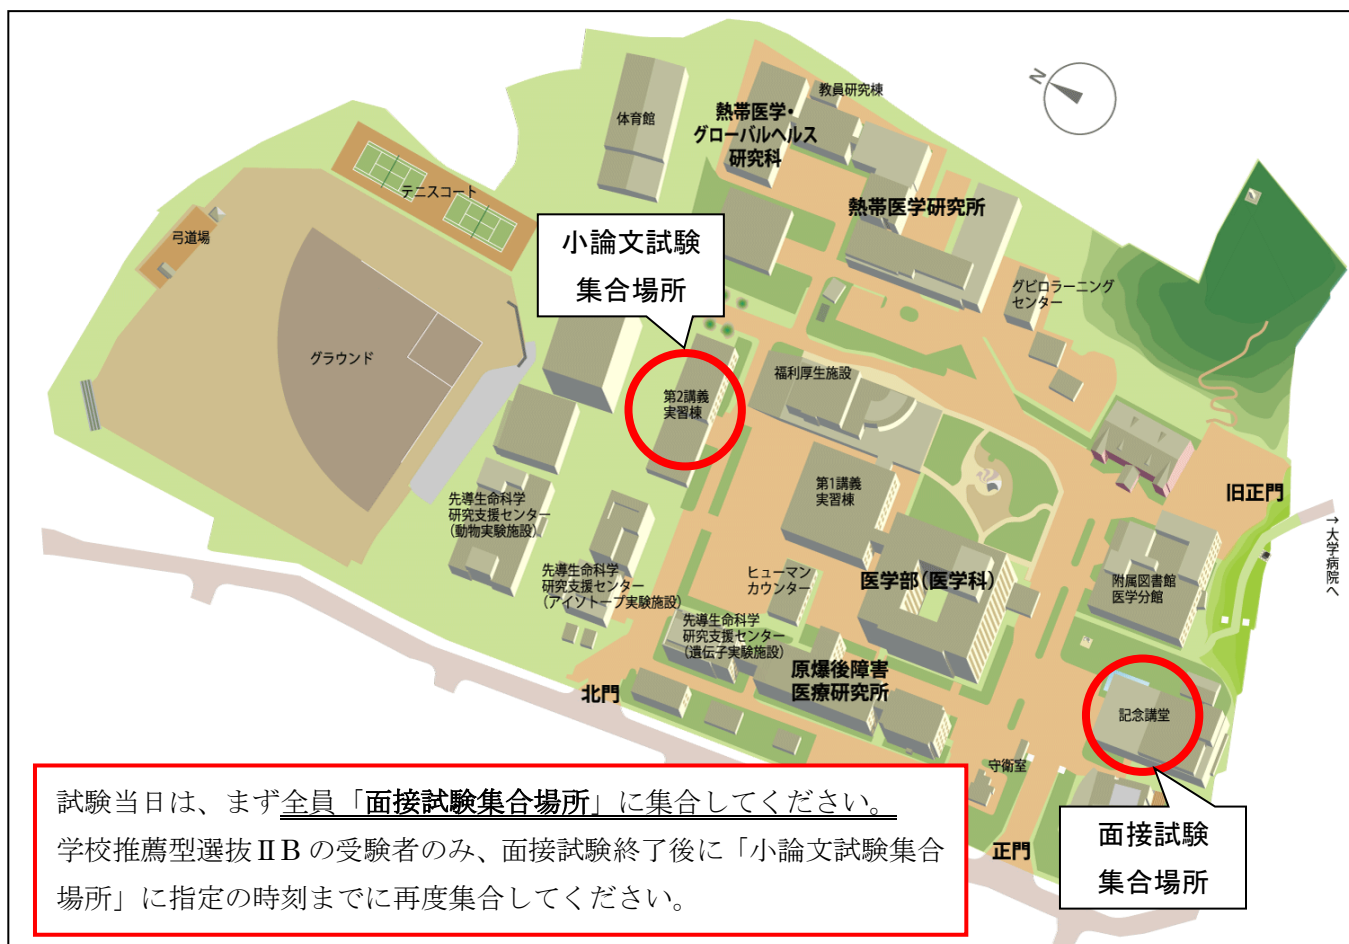 N
教員研究棟
体育館
熱帯医学・
グローバルヘルス
研究科
テニスコート
熱帯医学研究所
弓道場
小論文試験
集合場所
グビロラーニング
センター
グラウンド
福利厚生施設
第2講義
実習棟
第1講義
実習棟
旧正門
→大学病院へ
先導生命科学
研究支援センター
(動物実験施設)
先導生命科学
研究支援センター
(アイソトープ実験施設)
ヒューマン
カウンター
医学部(医学科)
附属図書館
医学分館
先導生命科学
研究支援センター
(遺伝子実験施設)
原爆後障害
医療研究所
北門
記念講堂
守衛室
正門
面接試験
集合場所
試験当日は、まず全員「面接試験集合場所」に集合してください。
学校推薦型選抜ⅡBの受験者のみ、面接試験終了後に「小論文試験集合
場所」に指定の時刻までに再度集合してください。